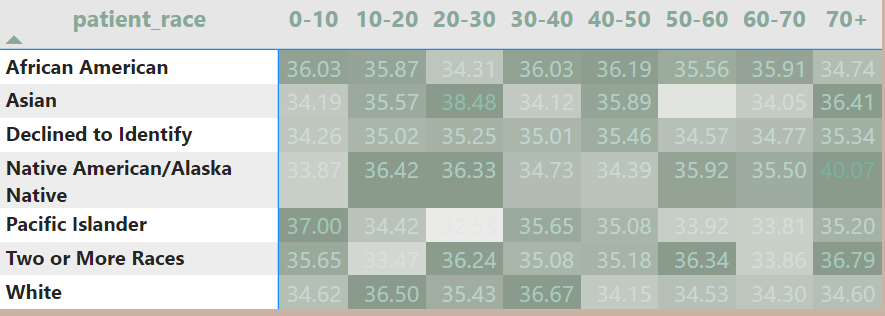 patient_race 0-10 10-20 20-30 30-40 40-50 50-60 60-70 70+
African American 36.03 35.87 34.31 36.03 36.19 35.56 35.91 34.74
Asian 34.19 35.57 38.48 34.12 35.89 34.05 36.41
Declined to Identify 34.26 35.02 35.25 35.01 35.46 34.57 34.77 35.34
Native American/Alaska 33.87 36.42 36.33 34.73 34.39 35.92 35.50 40.07
Native
Pacific Islander 37.00 34.42 35.65 35.08 33.92 33.81 35.20
Two or More Races 35.65 33.47 36.24 35.08 35.18 36.34 33.86 36.79
White 34.62 36.50 35.43 36.67 34.15 34.53 34.30 34.60